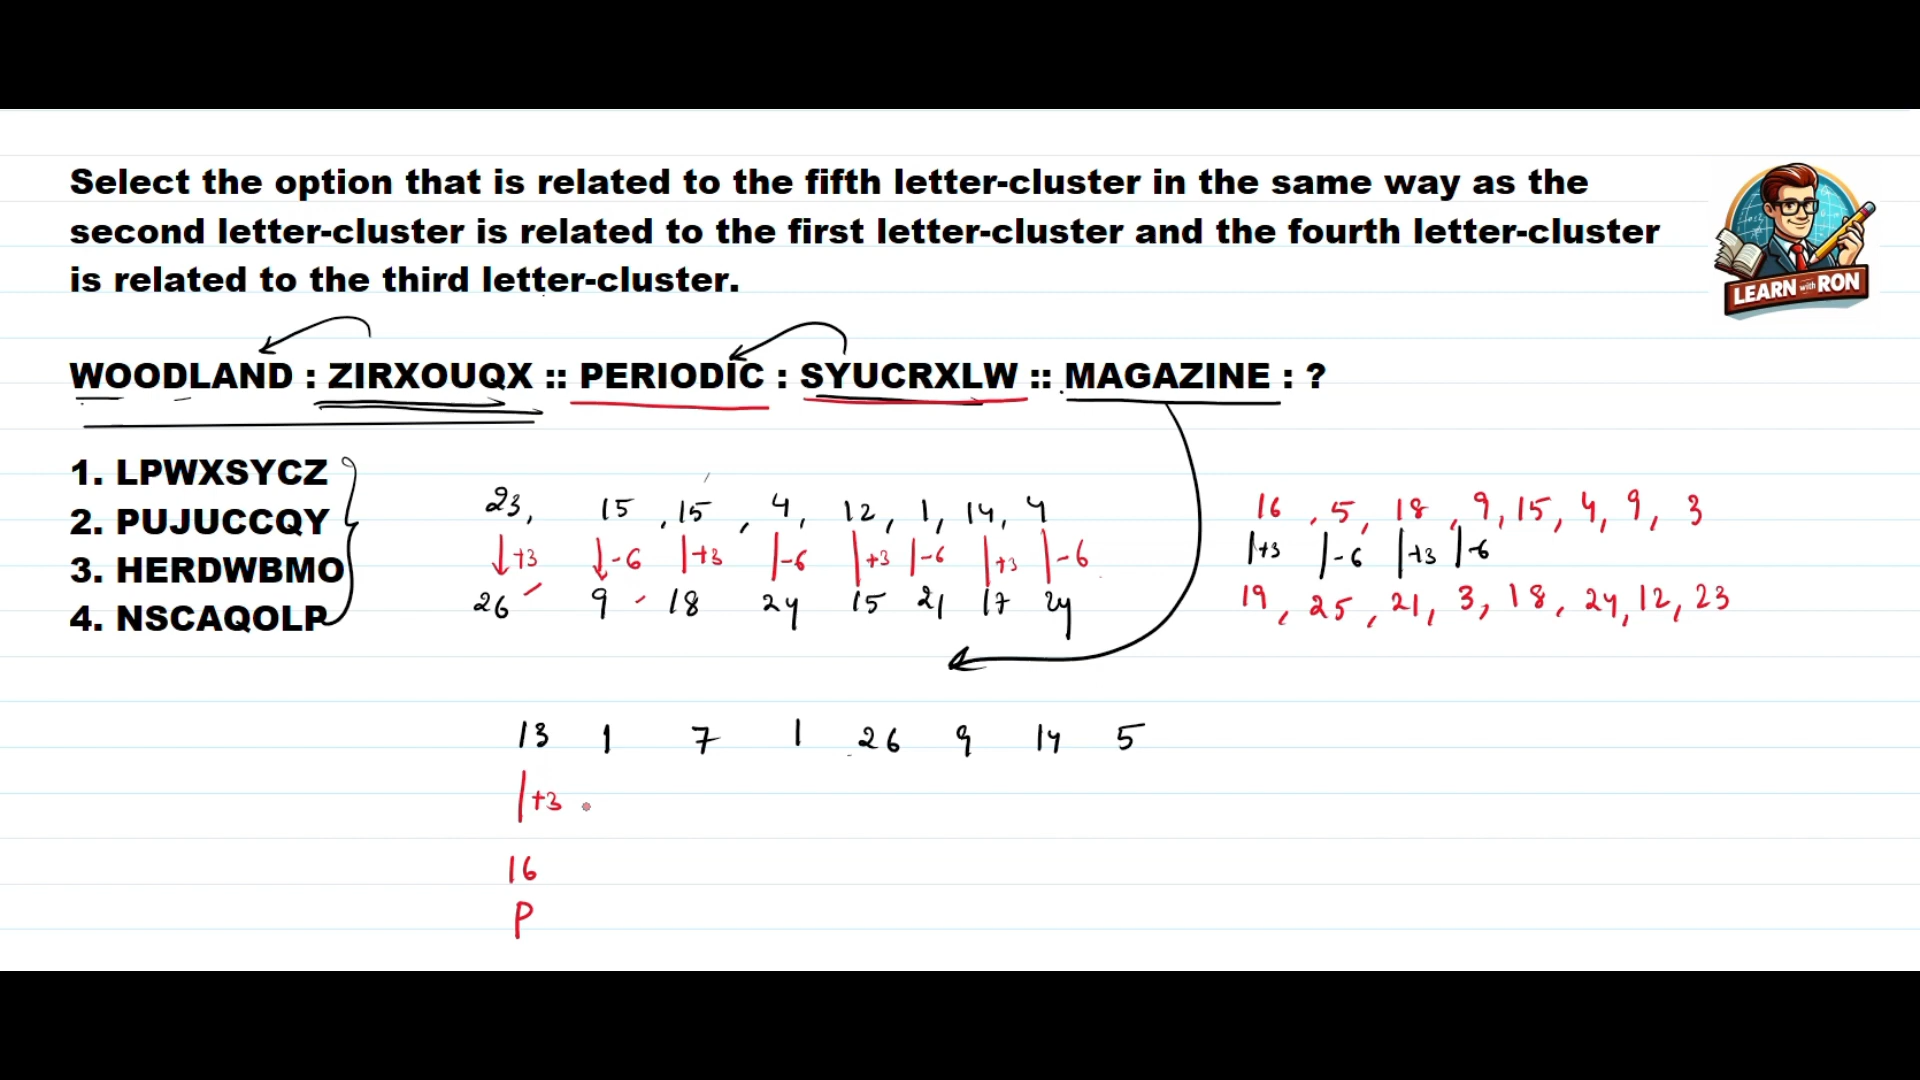 Select the option that is related to the fifth letter-cluster in the same way as the
second letter-cluster is related to the first letter-cluster and the fourth letter-cluster
is related to the third letter-cluster.
LEARN with RON
WOODLAND : ZIRXOUQX :: PERIODIC : SYUCRXLW :: MAGAZINE : ?
1. LPWXSYCZ
2. PUJUCCQY
3. HERDWBMO
4. NSCAQOLP
23, 15, 15, 4, 12, 1, 14, 4
+3 -6 +3 -6 +3 -6 +3 -6
26 9 18 24 15 21 17 24
16, 5, 18, 9, 15, 4, 9, 3
+3 -6 +3 -6
19, 25, 21, 3, 18, 24, 12, 23
13 1 7 1 26 9 14 5
+3
16
P